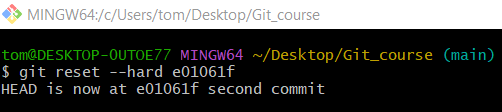 MINGW64:/c/Users/tom/Desktop/Git_course
tom@DESKTOP-OUTOE77 MINGW64 ~/Desktop/Git_course (main)
$ git reset --hard e01061f
HEAD is now at e01061f second commit